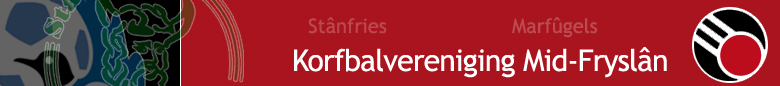 Stânfries Marfûgels
Korfbalvereniging Mid-Fryslân